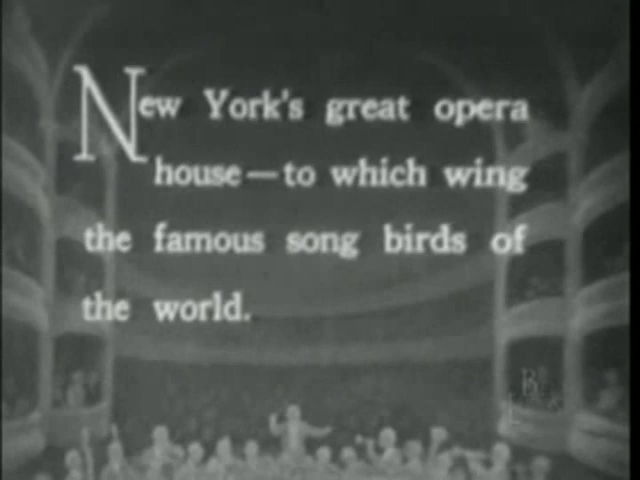 New York's great opera
house—to which wing
the famous song birds of
the world.